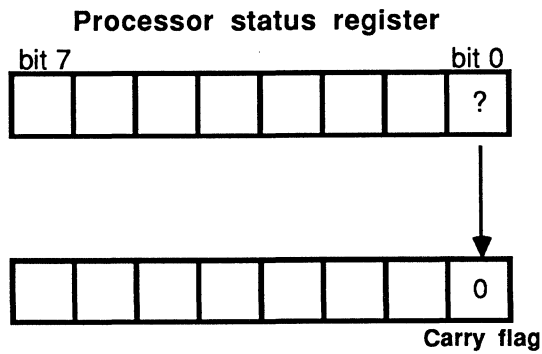 Processor status register
bit 7 bit 0
?
0
Carry flag